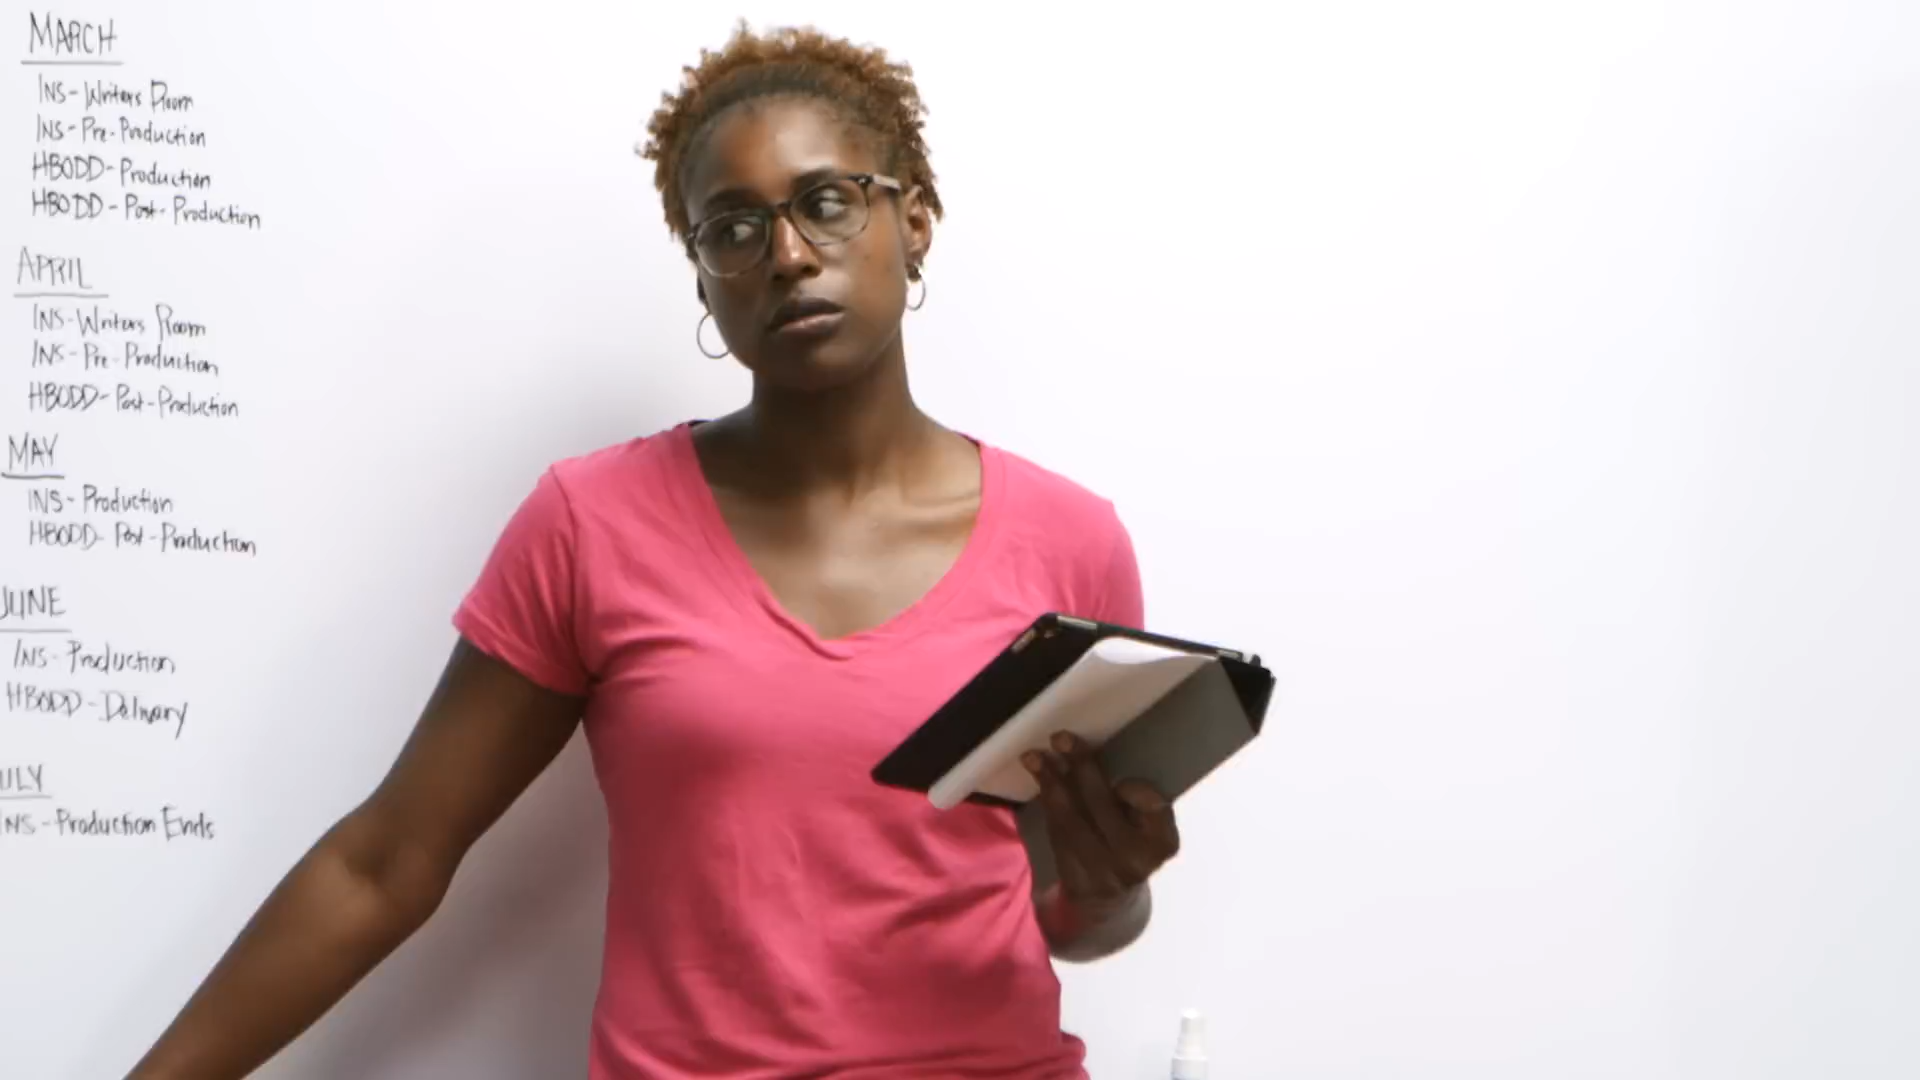 MARCH
INS-Writers Room
INS-Pre-Production
HBODD-Production
HBODD-Post-Production
APRIL
INS-Writers Room
INS-Pre-Production
HBODD-Post-Production
MAY
INS-Production
HBODD-Post-Production
JUNE
INS-Production
HBODD-Delivery
ULY
INS-Production Ends